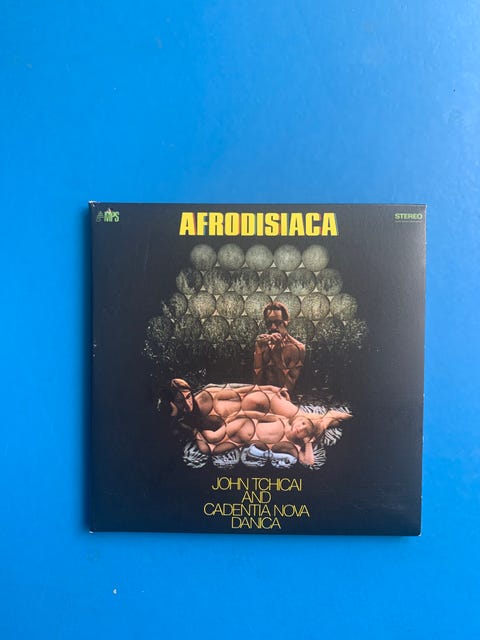 MPS
AFRODISIACA
STEREO
JOHN TCHICAI
AND
CADENTIA NOVA
DANICA